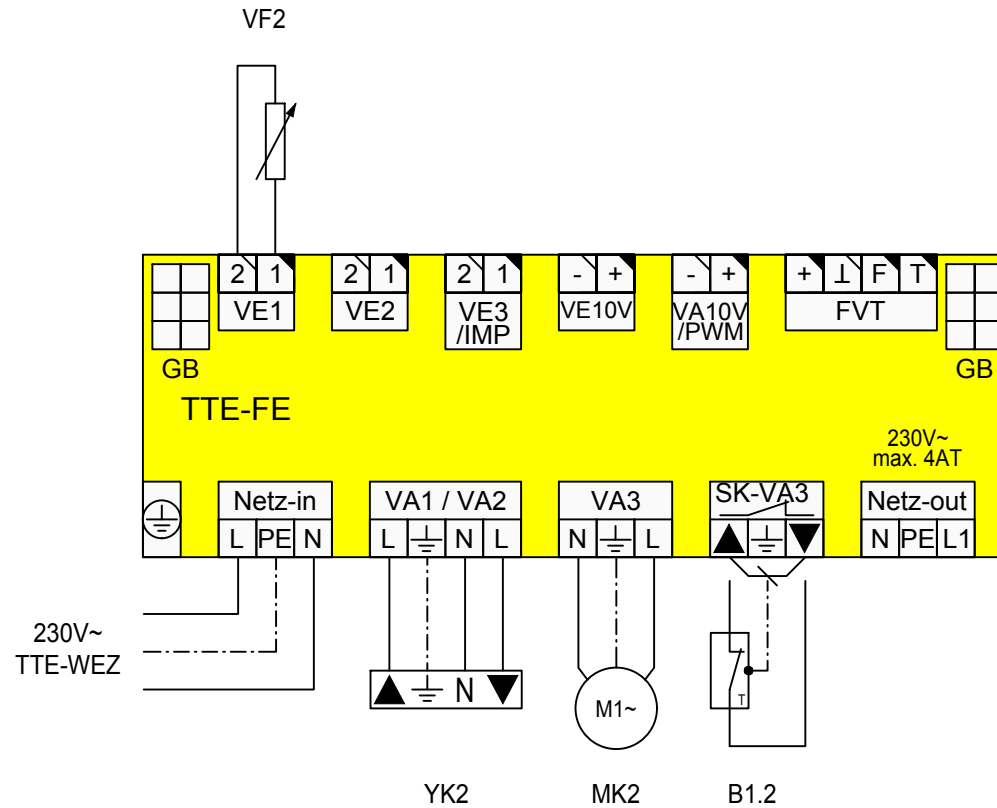 VF2
2 1 2 1 2 1 - + - + + ⊥ F T
VE1 VE2 VE3 /IMP VE10V VA10V /PWM FVT
GB GB
TTE-FE
230V~
max. 4AT
Netz-in VA1 / VA2 VA3 SK-VA3 Netz-out
L PE N L N L N L N PE L1
230V~
TTE-WEZ
N
M1~
T
YK2 MK2 B1.2